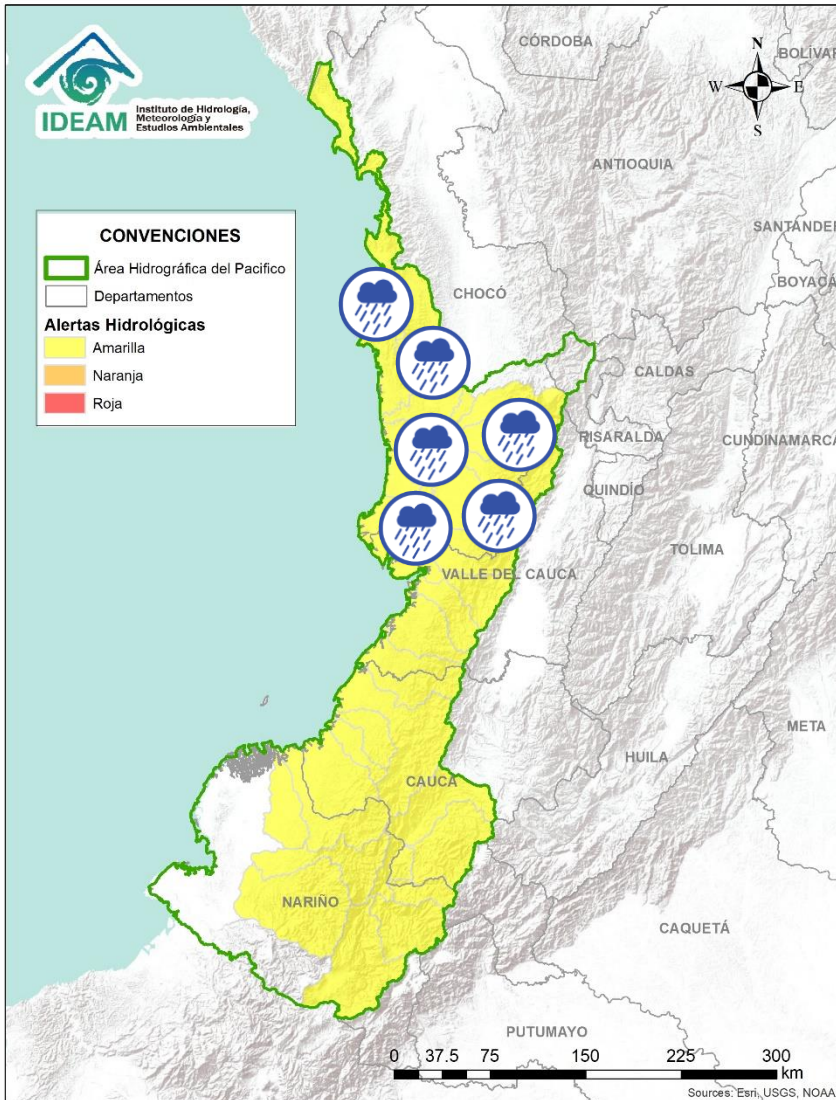 IDEAM
Instituto de Hidrología,
Meteorología y
Estudios Ambientales
CÓRDOBA
BOLÍVAR
N
W
E
S
ANTIOQUIA
SANTANDER
BOYACÁ
CONVENCIONES
Área Hidrográfica del Pacifico
Departamentos
Alertas Hidrológicas
Amarilla
Naranja
Roja
CHOCÓ
CALDAS
RISARALDA
CUNDINAMARCA
QUINDÍO
TOLIMA
VALLE DEL CAUCA
META
HUILA
CAUCA
NARIÑO
CAQUETÁ
PUTUMAYO
0 37.5 75 150 225 300
km
Sources: Esri, USGS, NOAA